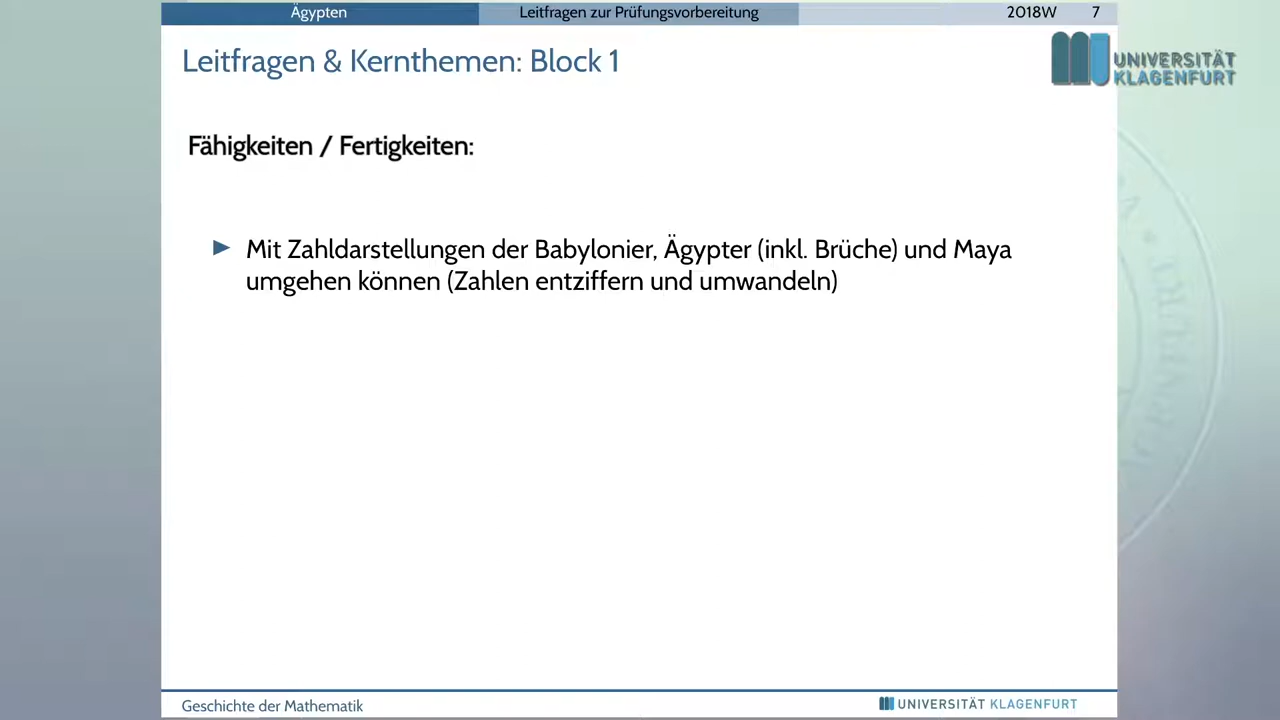 Ägypten
Leitfragen zur Prüfungsvorbereitung
2018W 7
Leitfragen & Kernthemen: Block 1
UNIVERSITÄT
KLAGENFURT
Fähigkeiten / Fertigkeiten:
Mit Zahldarstellungen der Babylonier, Ägypter (inkl. Brüche) und Maya
umgehen können (Zahlen entziffern und umwandeln)
Geschichte der Mathematik
UNIVERSITÄT KLAGENFURT